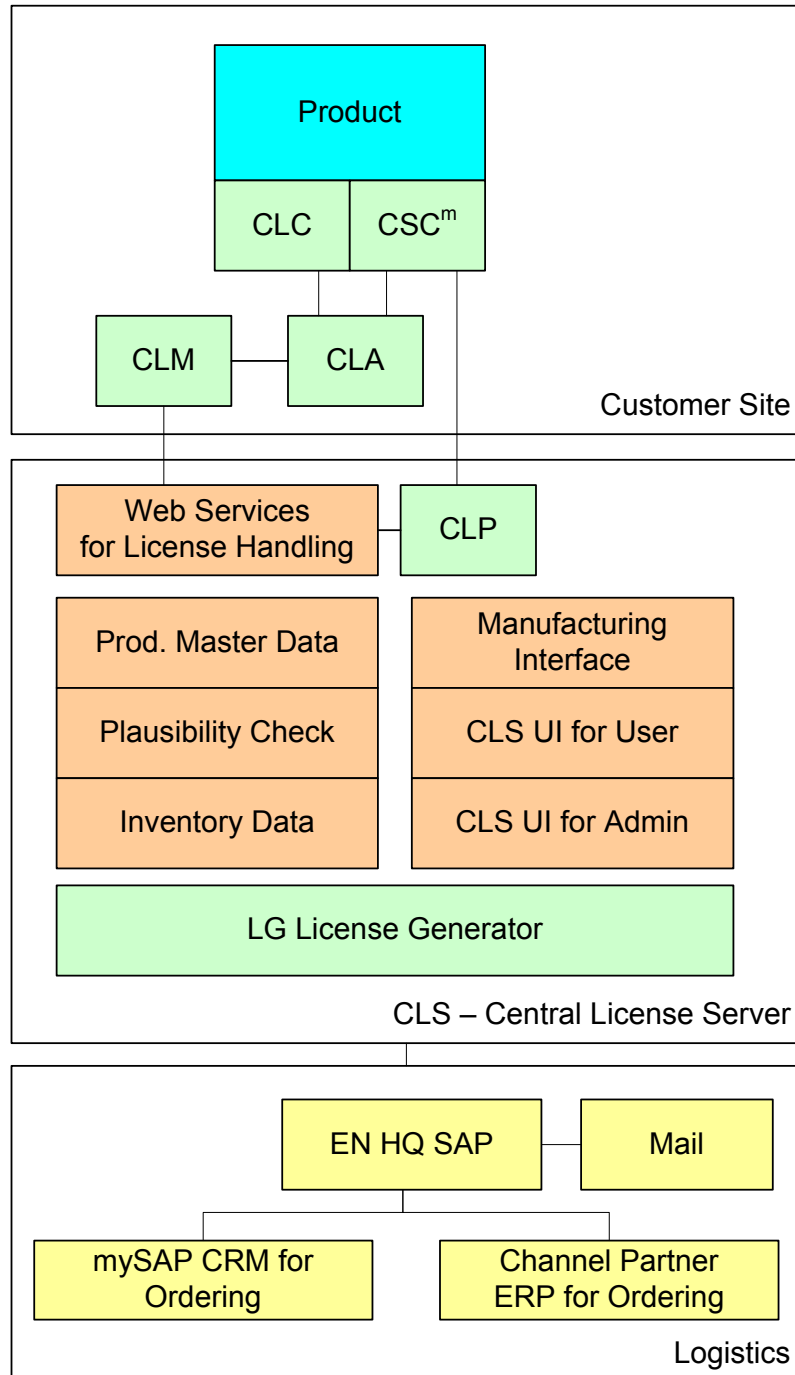 Product
CLC
CSCᵐ
CLM
CLA
Customer Site
Web Services
for License Handling
CLP
Prod. Master Data
Manufacturing
Interface
Plausibility Check
CLS UI for User
Inventory Data
CLS UI for Admin
LG License Generator
CLS – Central License Server
EN HQ SAP
Mail
mySAP CRM for
Ordering
Channel Partner
ERP for Ordering
Logistics